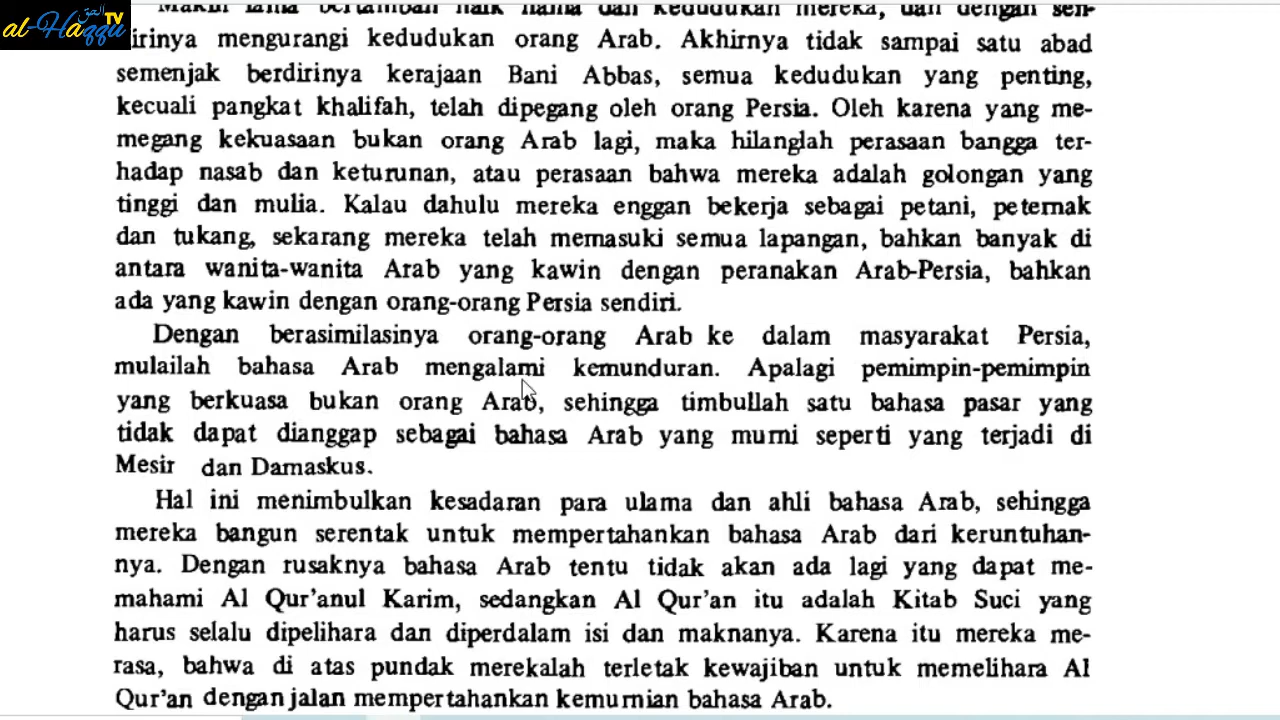 al-Haqqu TV
الحق
Makin lama bertambah naik nama dan kedudukan mereka, dan dengan sen-
irinya mengurangi kedudukan orang Arab. Akhirnya tidak sampai satu abad
semenjak berdirinya kerajaan Bani Abbas, semua kedudukan yang penting,
kecuali pangkat khalifah, telah dipegang oleh orang Persia. Oleh karena yang me-
megang kekuasaan bukan orang Arab lagi, maka hilanglah perasaan bangga ter-
hadap nasab dan keturunan, atau perasaan bahwa mereka adalah golongan yang
tinggi dan mulia. Kalau dahulu mereka enggan bekerja sebagai petani, peternak
dan tukang, sekarang mereka telah memasuki semua lapangan, bahkan banyak di
antara wanita-wanita Arab yang kawin dengan peranakan Arab-Persia, bahkan
ada yang kawin dengan orang-orang Persia sendiri.
Dengan berasimilasinya orang-orang Arab ke dalam masyarakat Persia,
mulailah bahasa Arab mengalami kemunduran. Apalagi pemimpin-pemimpin
yang berkuasa bukan orang Arab, sehingga timbullah satu bahasa pasar yang
tidak dapat dianggap sebagai bahasa Arab yang murni seperti yang terjadi di
Mesir dan Damaskus.
Hal ini menimbulkan kesadaran para ulama dan ahli bahasa Arab, sehingga
mereka bangun serentak untuk mempertahankan bahasa Arab dari keruntuhan-
nya. Dengan rusaknya bahasa Arab tentu tidak akan ada lagi yang dapat me-
mahami Al Qur'anul Karim, sedangkan Al Qur'an itu adalah Kitab Suci yang
harus selalu dipelihara dan diperdalam isi dan maknanya. Karena itu mereka me-
rasa, bahwa di atas pundak merekalah terletak kewajiban untuk memelihara Al
Qur'an dengan jalan mempertahankan kemurnian bahasa Arab.